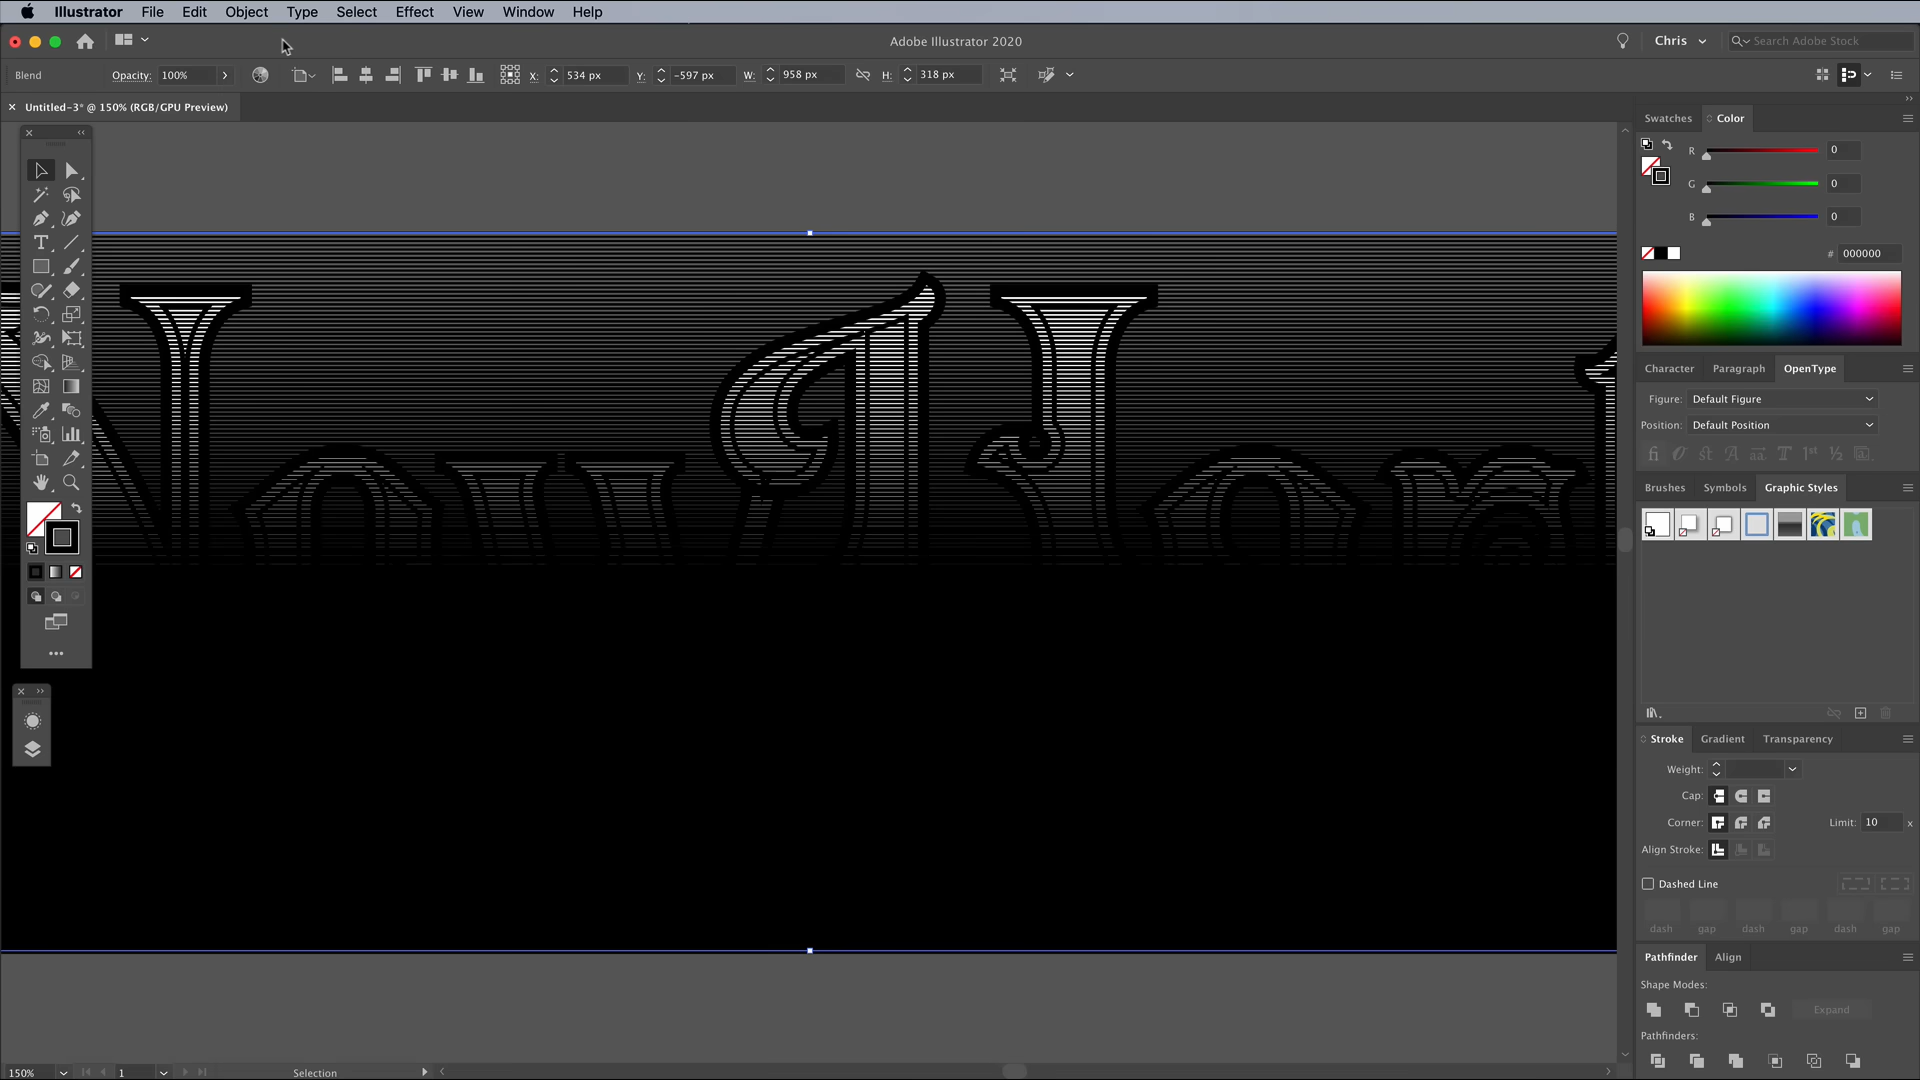 Illustrator File Edit Object Type Select Effect View Window Help
Adobe Illustrator 2020
Chris
Search Adobe Stock
Blend
Opacity: 100%
X: 534 px
Y: -597 px
W: 958 px
H: 318 px
× Untitled-3* @ 150% (RGB/GPU Preview)
Swatches
Color
R 0
G 0
B 0
# 000000
Character
Paragraph
OpenType
Figure: Default Figure
Position: Default Position
Brushes
Symbols
Graphic Styles
Stroke
Gradient
Transparency
Weight:
Cap:
Corner:
Limit: 10 x
Align Stroke:
Dashed Line
dash gap dash gap dash gap
Pathfinder
Align
Shape Modes:
Expand
Pathfinders:
150%
1
Selection